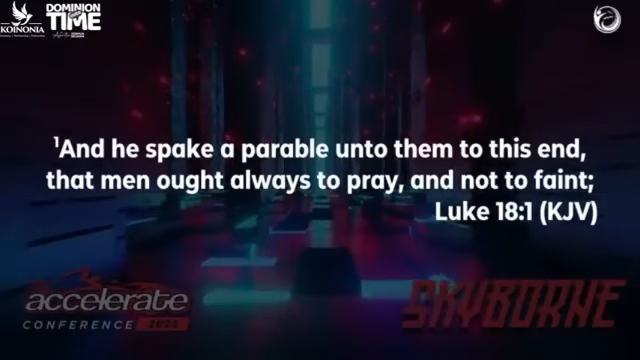 KOINONIA
DOMINION
TIME
¹And he spake a parable unto them to this end,
that men ought always to pray, and not to faint;
Luke 18:1 (KJV)
accelerate
CONFERENCE
SKYBORNE